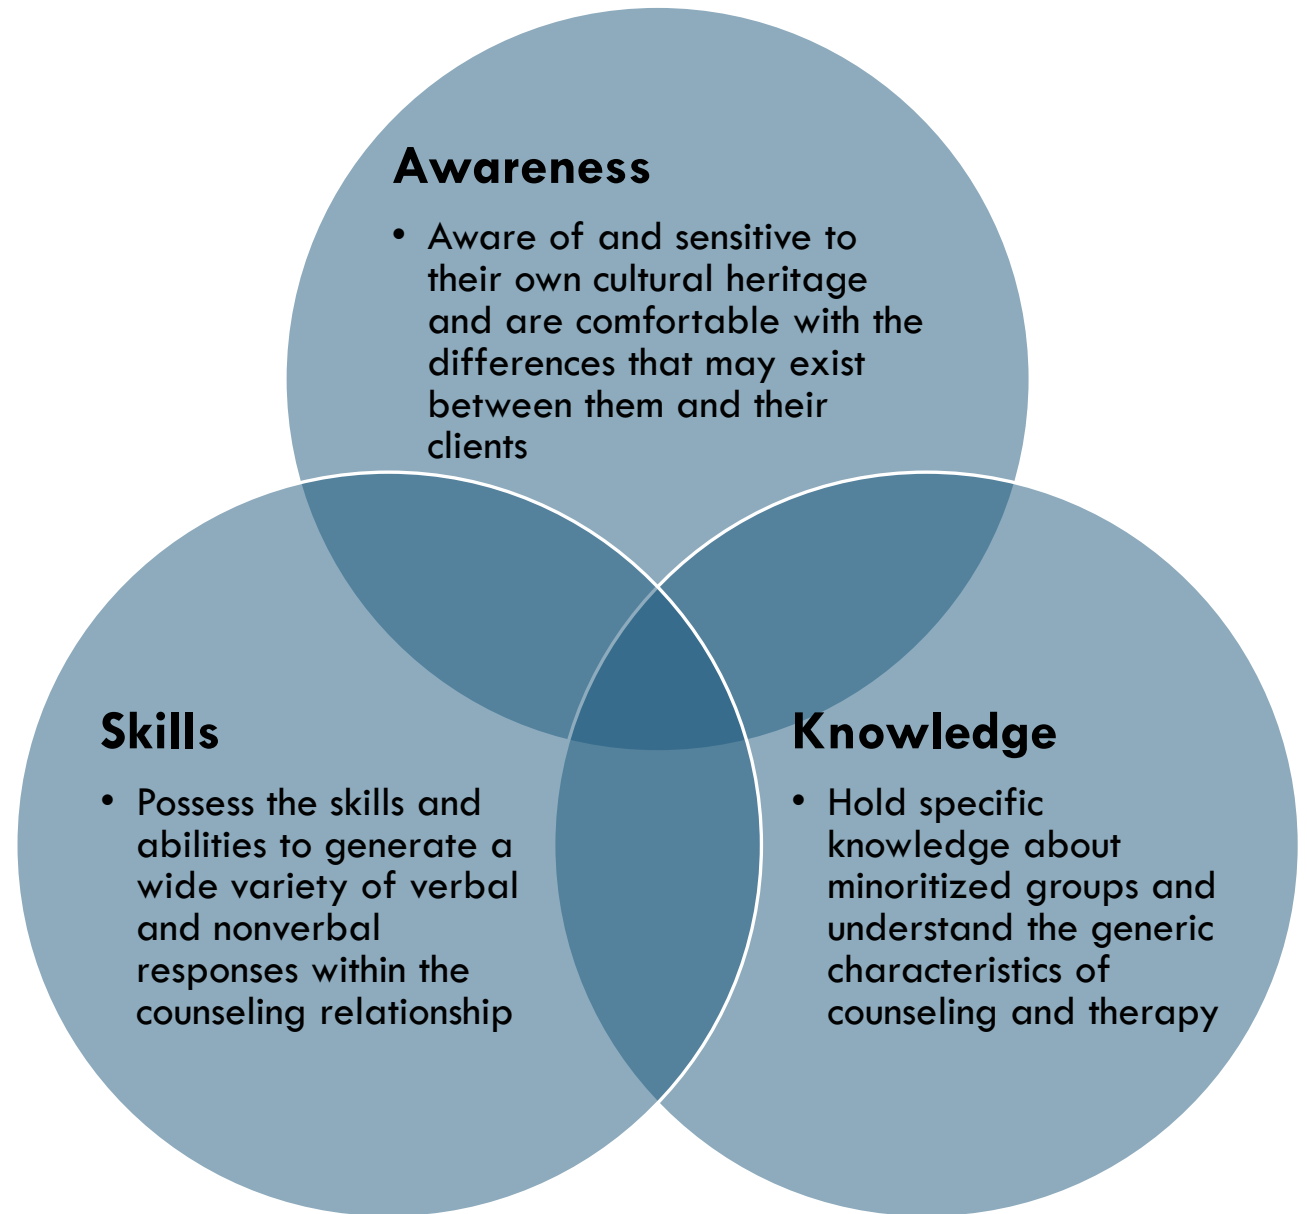 Awareness
• Aware of and sensitive to
their own cultural heritage
and are comfortable with the
differences that may exist
between them and their
clients
Skills
• Possess the skills and
abilities to generate a
wide variety of verbal
and nonverbal
responses within the
counseling relationship
Knowledge
• Hold specific
knowledge about
minoritized groups and
understand the generic
characteristics of
counseling and therapy